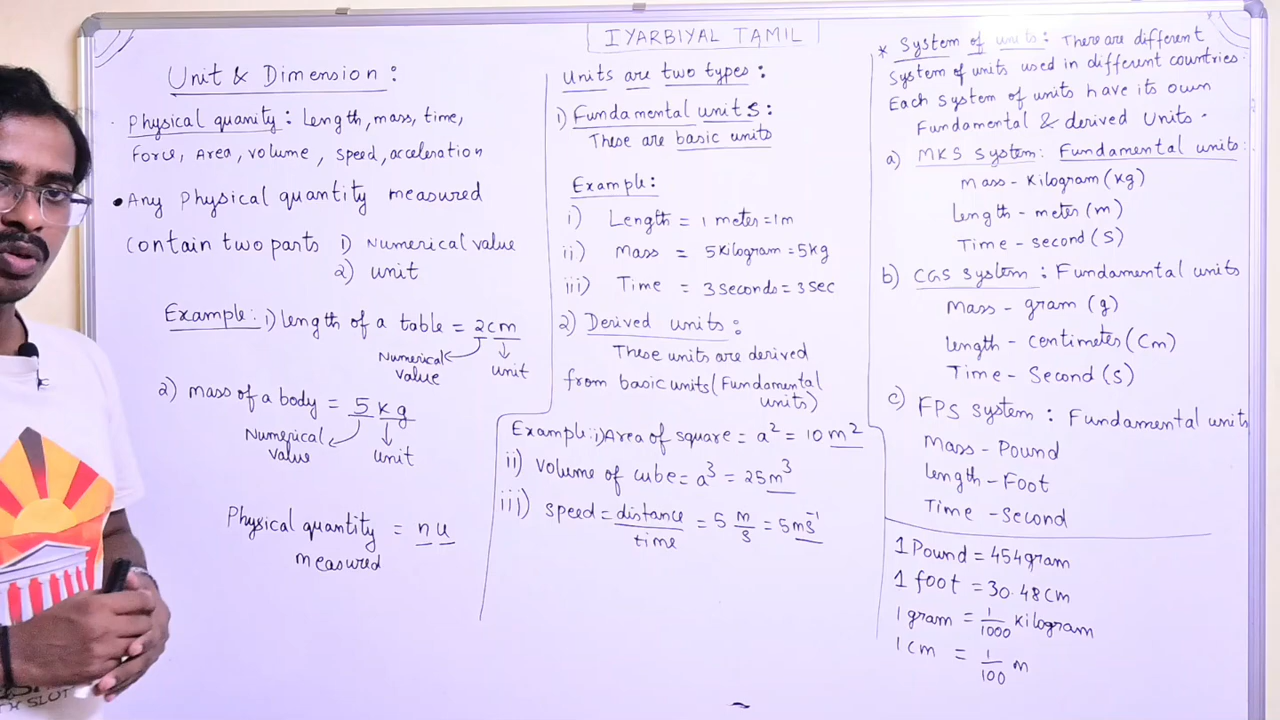 IYARBIYAL TAMIL
Unit & Dimension :
Physical quanity : Length, mass, time,
Forus, Area, volume, speed, acceleration
• Any Physical quantity measured
contain two parts 1) Numerical value
2) unit
Example: 1) length of a table = 2cm
Numerical value
unit
2) mass of a body = 5 kg
Numerical value
unit
Physical quantity measured = n u
Units are two types :
1) Fundamental units :
These are basic units
Example:
i) Length = 1 meter = 1m
ii) Mass = 5 kilogram = 5kg
iii) Time = 3 seconds = 3 sec
2) Derived units :
These units are derived
from basic units (Fundamental
units)
Example: i) Area of square = a² = 10 m²
ii) volume of cube = a³ = 25m³
iii) speed = distance/time = 5 m/s = 5ms⁻¹
* System of units : There are different
System of units used in different countries.
Each system of units have its own
Fundamental & derived Units.
a) MKS System: Fundamental units:
Mass - Kilogram (kg)
Length - meter (m)
Time - second (s)
b) CGS system : Fundamental units
Mass - gram (g)
length - centimeter (Cm)
Time - Second (s)
c) FPS system : Fundamental units
Mass - Pound
length - Foot
Time - second
1 Pound = 454gram
1 foot = 30.48 cm
1 gram = 1/1000 kilogram
1 cm = 1/100 m